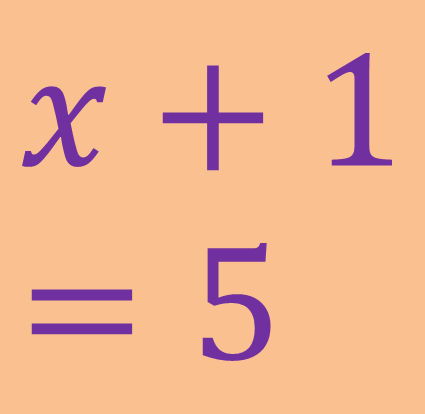 x + 1
= 5